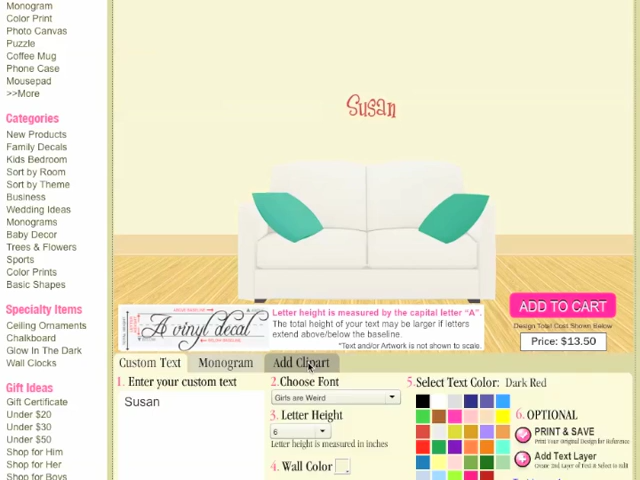 Monogram
Color Print
Photo Canvas
Puzzle
Coffee Mug
Phone Case
Mousepad
>>More
Categories
New Products
Family Decals
Kids Bedroom
Sort by Room
Sort by Theme
Business
Wedding Ideas
Monograms
Baby Decor
Trees & Flowers
Sports
Color Prints
Basic Shapes
Specialty Items
Ceiling Ornaments
Chalkboard
Glow In The Dark
Wall Clocks
Gift Ideas
Gift Certificate
Under $20
Under $30
Under $50
Shop for Him
Shop for Her
Shop for Boys
Susan
A vinyl decal
Letter height is measured by the capital letter “A”.
The total height of your text may be larger if letters
extend above/below the baseline.
*Text and/or Artwork is not shown to scale.
ADD TO CART
Design Total Cost Shown Below
Price: $13.50
Custom Text
Monogram
Add Clipart
1. Enter your custom text
Susan
2. Choose Font
Girls are Weird
3. Letter Height
6
Letter height is measured in inches
4. Wall Color
5. Select Text Color: Dark Red
6. OPTIONAL
PRINT & SAVE
Print Your Original Design for Reference
Add Text Layer